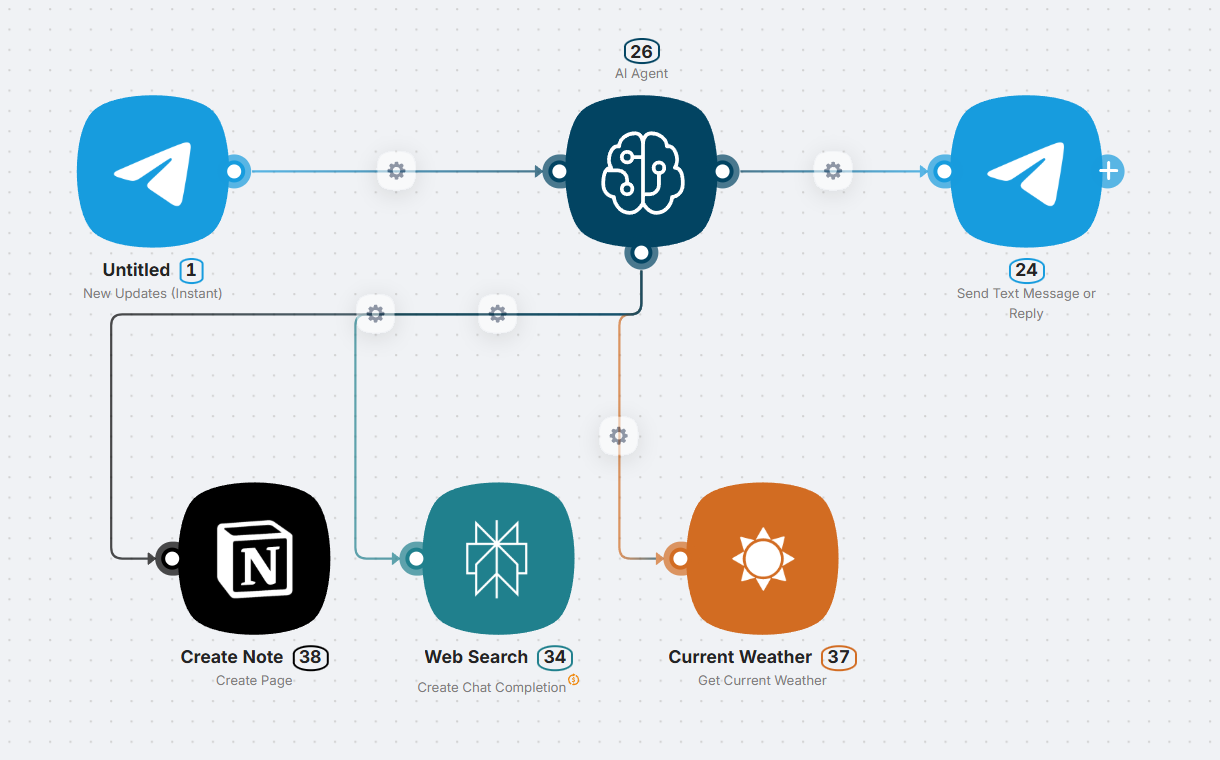 26
AI Agent
Untitled 1
New Updates (Instant)
24
Send Text Message or
Reply
N
Create Note 38
Create Page
Web Search 34
Create Chat Completion
Current Weather 37
Get Current Weather